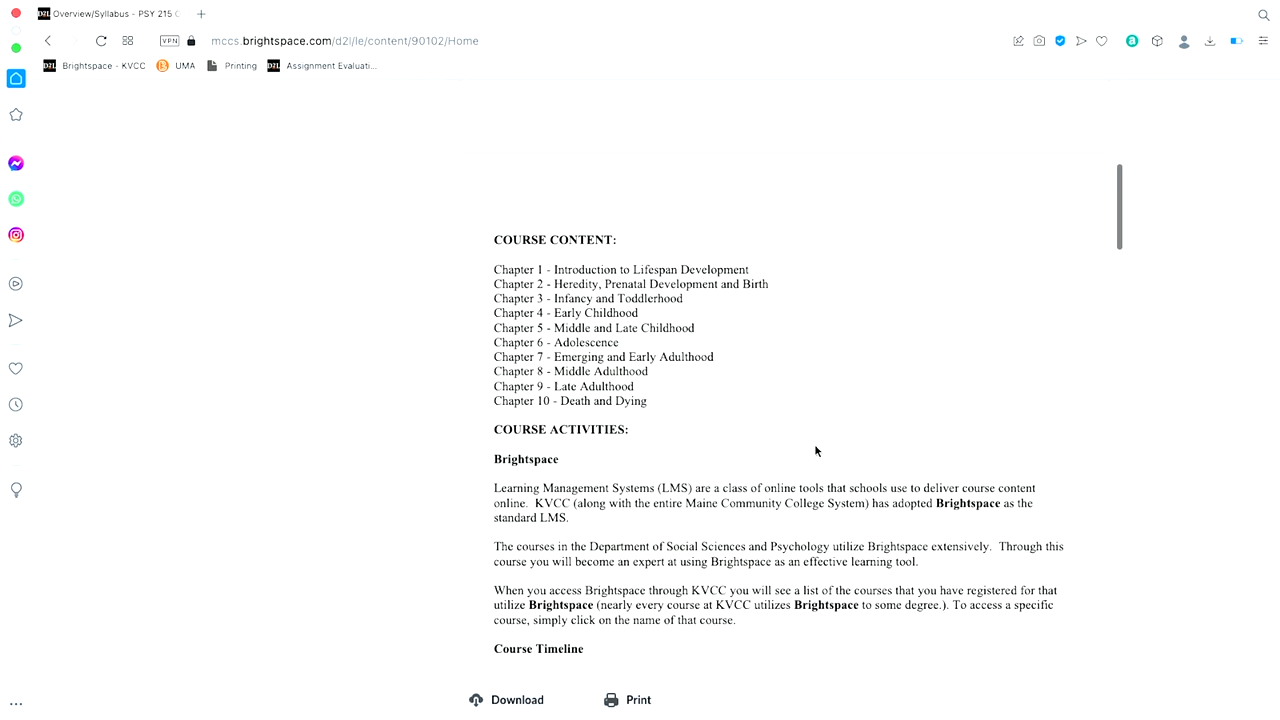 D2L Overview/Syllabus - PSY 215
VPN mccs.brightspace.com/d2l/le/content/90102/Home
D2L Brightspace - KVCC UMA Printing D2L Assignment Evaluati...
COURSE CONTENT:
Chapter 1 - Introduction to Lifespan Development
Chapter 2 - Heredity, Prenatal Development and Birth
Chapter 3 - Infancy and Toddlerhood
Chapter 4 - Early Childhood
Chapter 5 - Middle and Late Childhood
Chapter 6 - Adolescence
Chapter 7 - Emerging and Early Adulthood
Chapter 8 - Middle Adulthood
Chapter 9 - Late Adulthood
Chapter 10 - Death and Dying
COURSE ACTIVITIES:
Brightspace
Learning Management Systems (LMS) are a class of online tools that schools use to deliver course content
online. KVCC (along with the entire Maine Community College System) has adopted Brightspace as the
standard LMS.
The courses in the Department of Social Sciences and Psychology utilize Brightspace extensively. Through this
course you will become an expert at using Brightspace as an effective learning tool.
When you access Brightspace through KVCC you will see a list of the courses that you have registered for that
utilize Brightspace (nearly every course at KVCC utilizes Brightspace to some degree.). To access a specific
course, simply click on the name of that course.
Course Timeline
Download Print